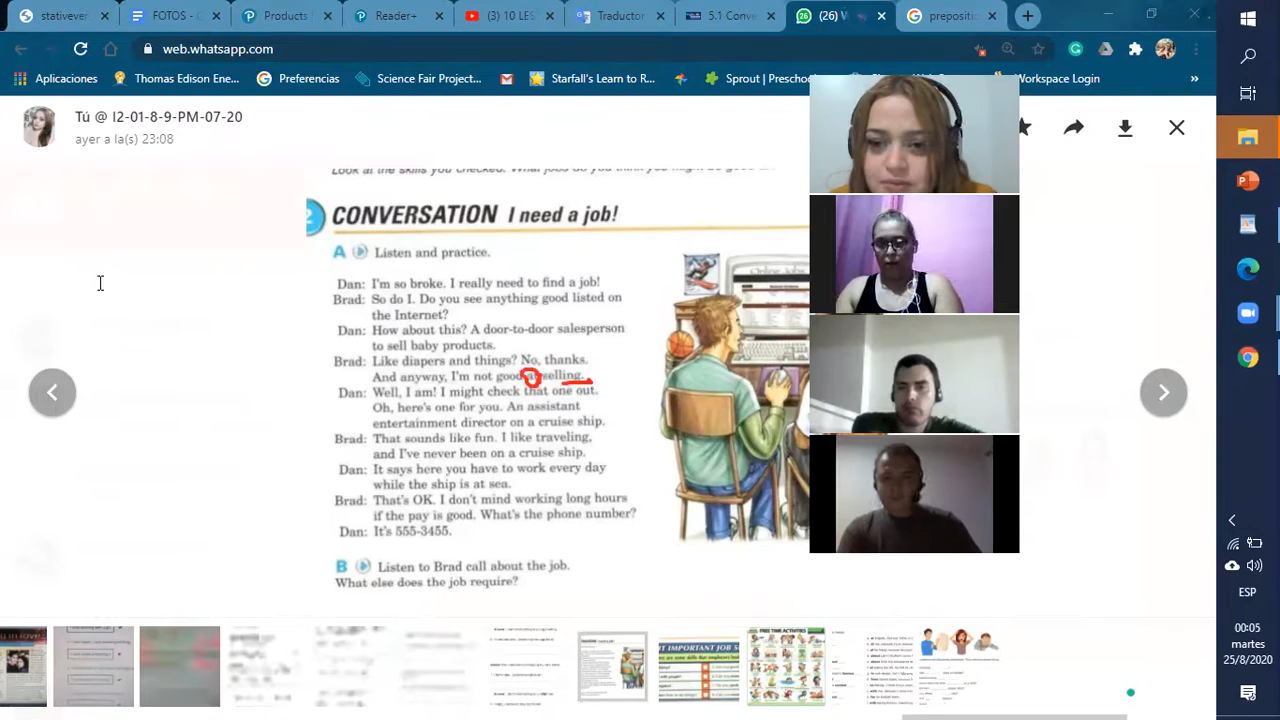 stativever
FOTOS - C
Products
Reader+
(3) 10 LES
Traductor
5.1 Conve
(26) W
preposition
web.whatsapp.com
Aplicaciones
Thomas Edison Ene...
Preferencias
Science Fair Project...
Starfall's Learn to R...
Sprout | Preschoo
Workspace Login
»
Tú @ I2-01-8-9-PM-07-20
ayer a la(s) 23:08
Look at the skills you checked. What jobs do you think you might be good at?
2 CONVERSATION I need a job!
A Listen and practice.
Dan: I'm so broke. I really need to find a job!
Brad: So do I. Do you see anything good listed on
the Internet?
Dan: How about this? A door-to-door salesperson
to sell baby products.
Brad: Like diapers and things? No, thanks.
And anyway, I'm not good at selling.
Dan: Well, I am! I might check that one out.
Oh, here's one for you. An assistant
entertainment director on a cruise ship.
Brad: That sounds like fun. I like traveling,
and I've never been on a cruise ship.
Dan: It says here you have to work every day
while the ship is at sea.
Brad: That's OK. I don't mind working long hours
if the pay is good. What's the phone number?
Dan: It's 555-3455.
B Listen to Brad call about the job.
What else does the job require?
Online Jobs
FREE TIME ACTIVITIES
ESP